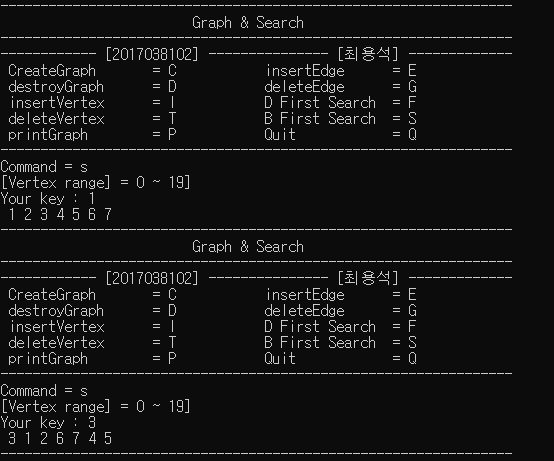 ----------------------------------------------------------------
Graph & Search
----------------------------------------------------------------
------------ [2017038102] --------------- [최용석] -------------
CreateGraph = C insertEdge = E
destroyGraph = D deleteEdge = G
insertVertex = I D First Search = F
deleteVertex = T B First Search = S
printGraph = P Quit = Q
----------------------------------------------------------------
Command = s
[Vertex range] = 0 ~ 19]
Your key : 1
1 2 3 4 5 6 7
----------------------------------------------------------------
Graph & Search
----------------------------------------------------------------
------------ [2017038102] --------------- [최용석] -------------
CreateGraph = C insertEdge = E
destroyGraph = D deleteEdge = G
insertVertex = I D First Search = F
deleteVertex = T B First Search = S
printGraph = P Quit = Q
----------------------------------------------------------------
Command = s
[Vertex range] = 0 ~ 19]
Your key : 3
3 1 2 6 7 4 5
----------------------------------------------------------------